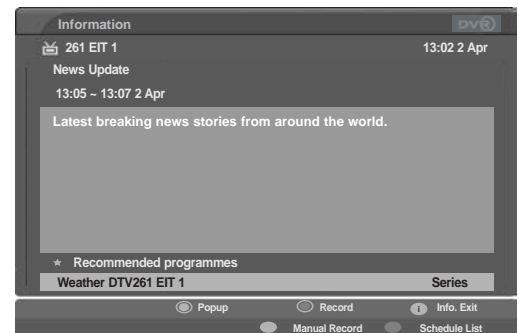 Information DVR
261 EIT 1 13:02 2 Apr
News Update
13:05 ~ 13:07 2 Apr
Latest breaking news stories from around the world.
★ Recommended programmes
Weather DTV261 EIT 1 Series
Popup Record i Info. Exit
Manual Record Schedule List